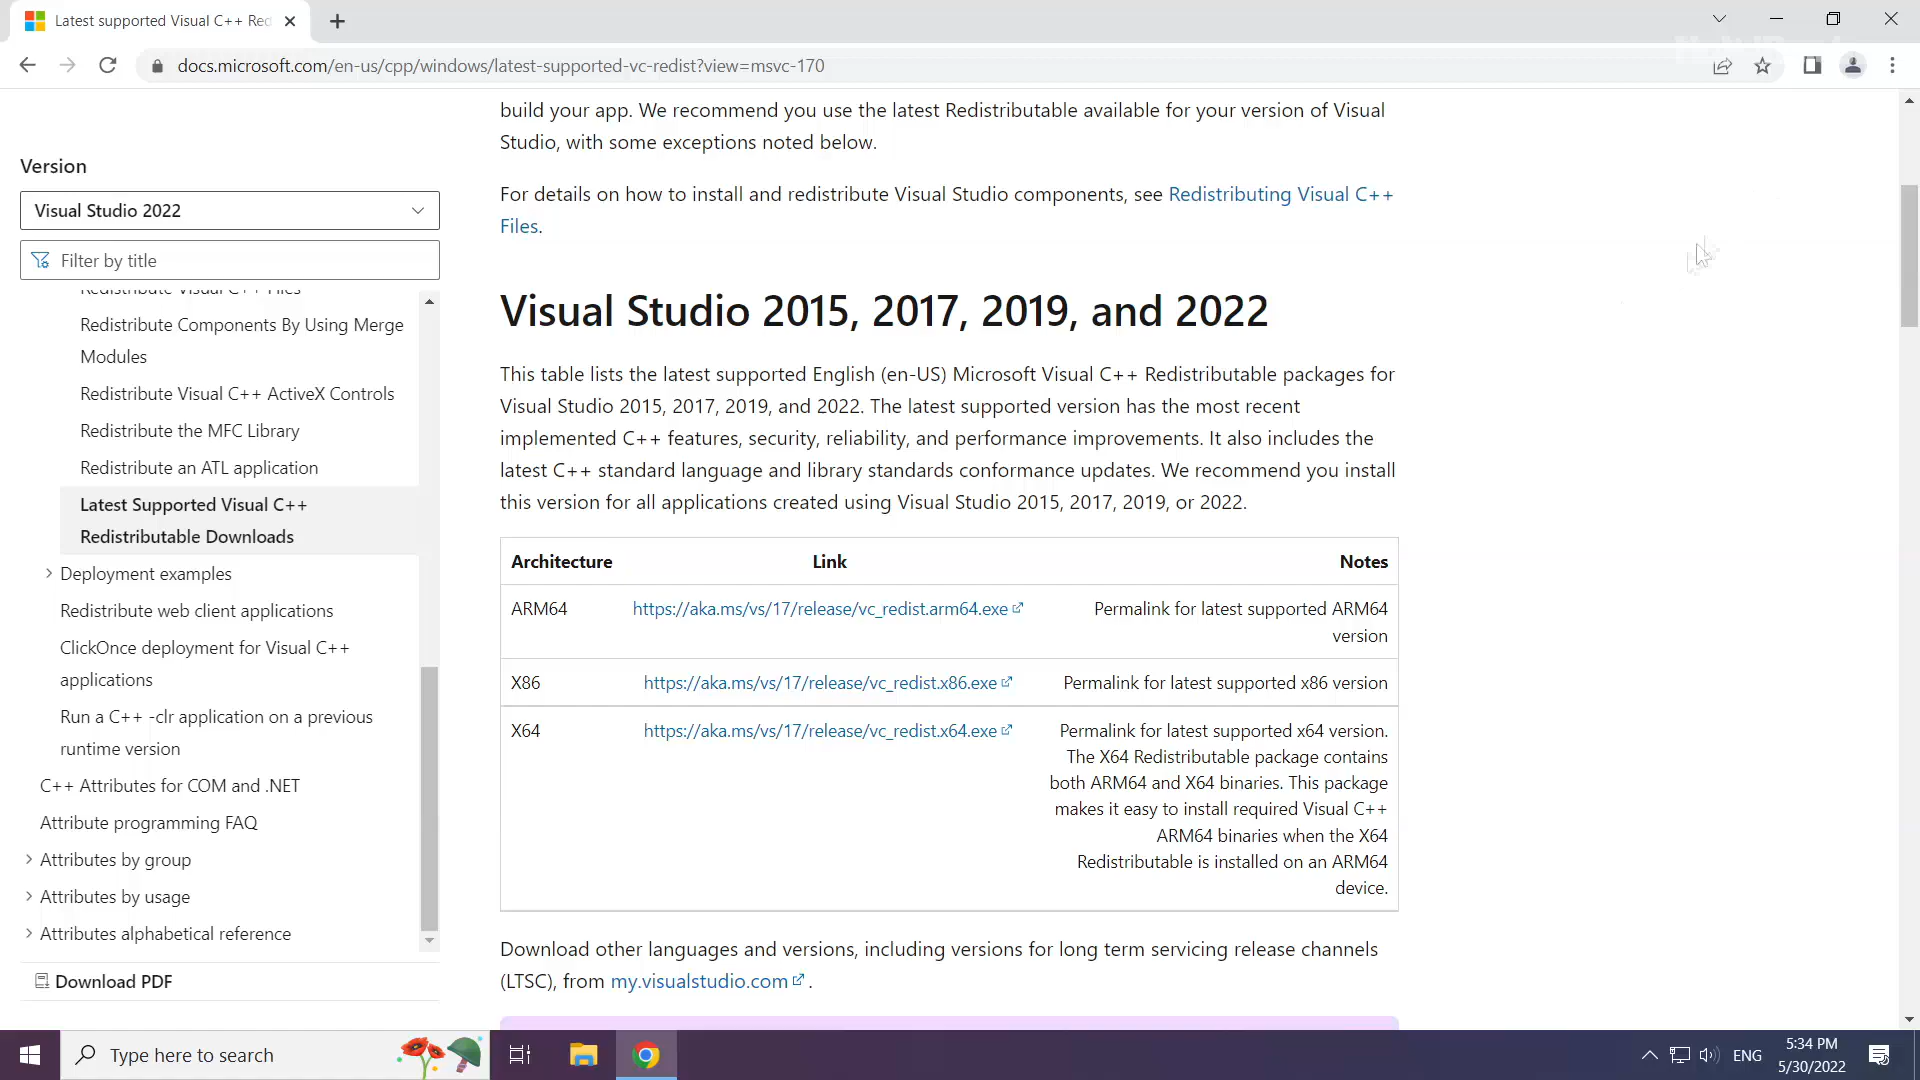 Latest supported Visual C++ Red
docs.microsoft.com/en-us/cpp/windows/latest-supported-vc-redist?view=msvc-170
Version
Visual Studio 2022
Filter by title
Redistribute Visual C++ Files
Redistribute Components By Using Merge
Modules
Redistribute Visual C++ ActiveX Controls
Redistribute the MFC Library
Redistribute an ATL application
Latest Supported Visual C++
Redistributable Downloads
Deployment examples
Redistribute web client applications
ClickOnce deployment for Visual C++
applications
Run a C++ -clr application on a previous
runtime version
C++ Attributes for COM and .NET
Attribute programming FAQ
Attributes by group
Attributes by usage
Attributes alphabetical reference
Download PDF
build your app. We recommend you use the latest Redistributable available for your version of Visual
Studio, with some exceptions noted below.
For details on how to install and redistribute Visual Studio components, see Redistributing Visual C++
Files.
Visual Studio 2015, 2017, 2019, and 2022
This table lists the latest supported English (en-US) Microsoft Visual C++ Redistributable packages for
Visual Studio 2015, 2017, 2019, and 2022. The latest supported version has the most recent
implemented C++ features, security, reliability, and performance improvements. It also includes the
latest C++ standard language and library standards conformance updates. We recommend you install
this version for all applications created using Visual Studio 2015, 2017, 2019, or 2022.
Architecture Link Notes
ARM64 https://aka.ms/vs/17/release/vc_redist.arm64.exe Permalink for latest supported ARM64
version
X86 https://aka.ms/vs/17/release/vc_redist.x86.exe Permalink for latest supported x86 version
X64 https://aka.ms/vs/17/release/vc_redist.x64.exe Permalink for latest supported x64 version.
The X64 Redistributable package contains
both ARM64 and X64 binaries. This package
makes it easy to install required Visual C++
ARM64 binaries when the X64
Redistributable is installed on an ARM64
device.
Download other languages and versions, including versions for long term servicing release channels
(LTSC), from my.visualstudio.com .
Type here to search
ENG
5:34 PM
5/30/2022